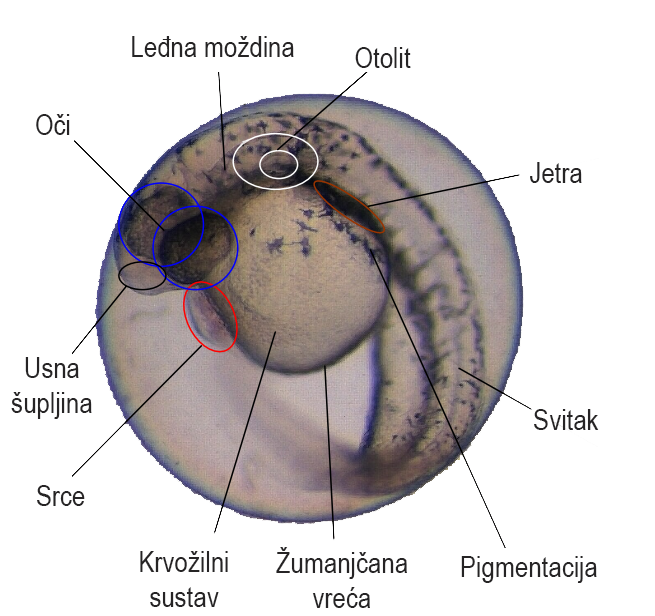 Leđna moždina
Otolit
Oči
Jetra
Usna
šupljina
Svitak
Srce
Krvožilni
sustav
Žumanjčana
vreća
Pigmentacija